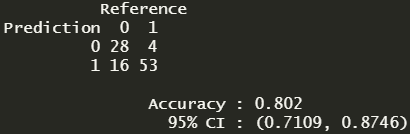 Reference
Prediction 0 1
0 28 4
1 16 53
Accuracy : 0.802
95% CI : (0.7109, 0.8746)